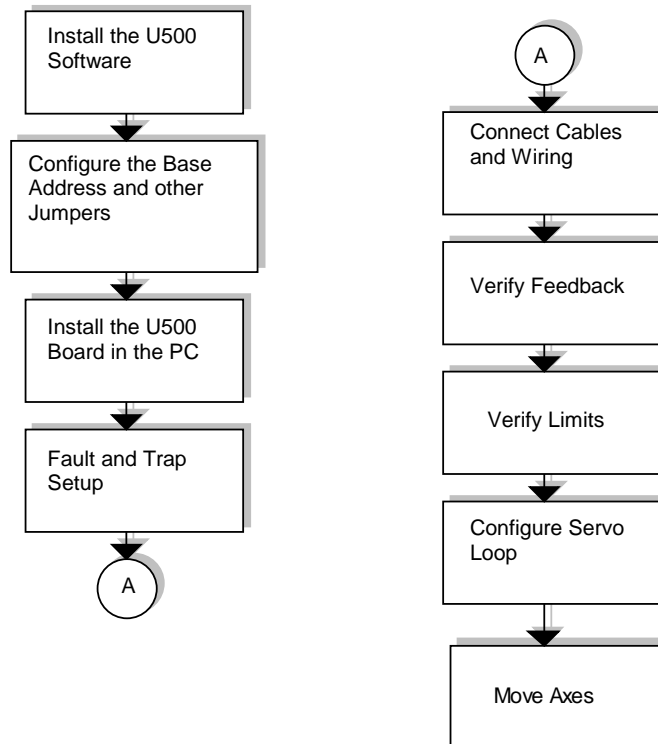 Install the U500
Software
Configure the Base
Address and other
Jumpers
Install the U500
Board in the PC
Fault and Trap
Setup
A
A
Connect Cables
and Wiring
Verify Feedback
Verify Limits
Configure Servo
Loop
Move Axes